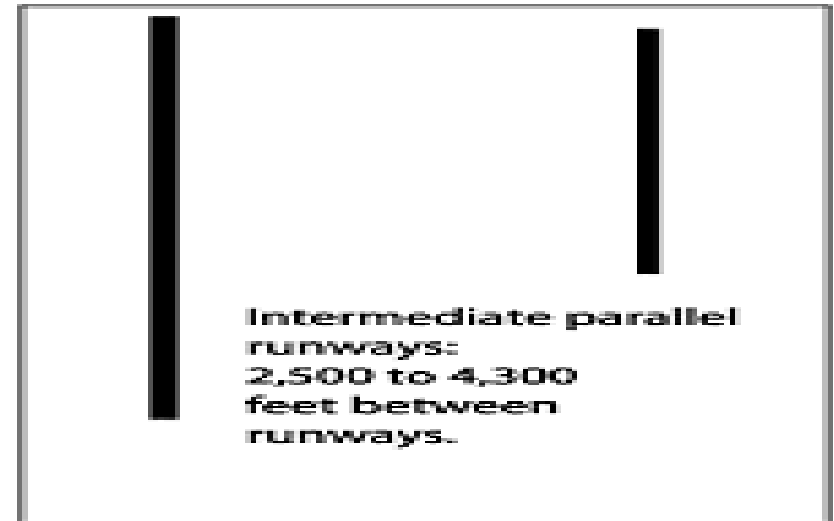 Intermediate parallel
runways:
2,500 to 4,300
feet between
runways.